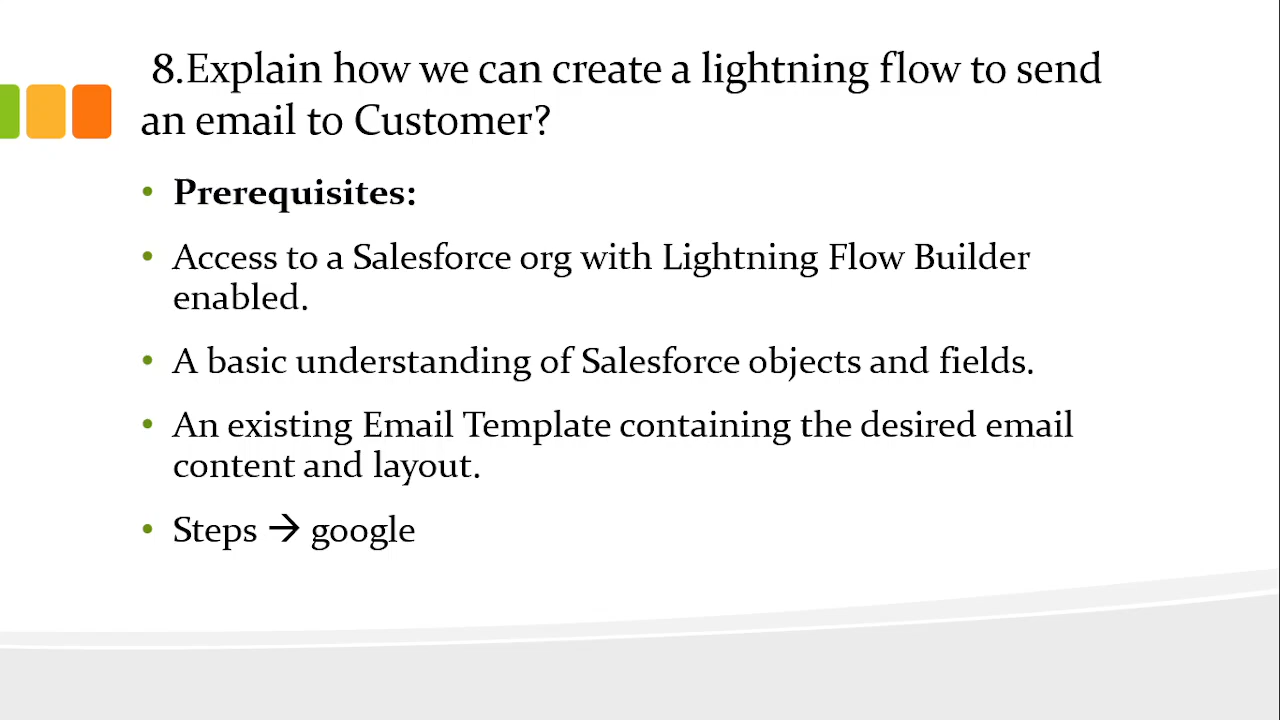 8.Explain how we can create a lightning flow to send
an email to Customer?
• Prerequisites:
• Access to a Salesforce org with Lightning Flow Builder
enabled.
• A basic understanding of Salesforce objects and fields.
• An existing Email Template containing the desired email
content and layout.
• Steps → google